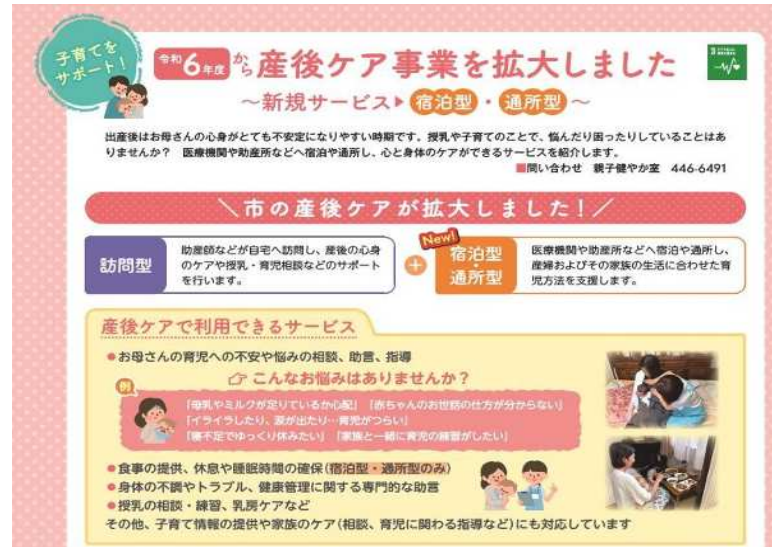 子育てを
サポート！
令和6年度から産後ケア事業を拡大しました
～新規サービス▶宿泊型・通所型～
出産後はお母さんの心身がとても不安定になりやすい時期です。授乳や子育てのことで、悩んだり困ったりしていることはあ
りませんか？　医療機関や助産所などへ宿泊や通所し、心と身体のケアができるサービスを紹介します。
■問い合わせ　親子健やか室　446-6491
＼市の産後ケアが拡大しました！／
訪問型
助産師などが自宅へ訪問し、産後の心身
のケアや授乳・育児相談などのサポート
を行います。
＋
New!
宿泊型
・
通所型
医療機関や助産所などへ宿泊や通所し、
産婦およびその家族の生活に合わせた育
児方法を支援します。
産後ケアで利用できるサービス
●お母さんの育児への不安や悩みの相談、助言、指導
例
☞こんなお悩みはありませんか？
「母乳やミルクが足りているか心配」「赤ちゃんのお世話の仕方が分からない」
「イライラしたり、涙が出たり…育児がつらい」
「寝不足でゆっくり休みたい」「家族と一緒に育児の練習がしたい」
●食事の提供、休息や睡眠時間の確保（宿泊型・通所型のみ）
●身体の不調やトラブル、健康管理に関する専門的な助言
●授乳の相談・練習、乳房ケアなど
その他、子育て情報の提供や家族のケア（相談、育児に関わる指導など）にも対応しています